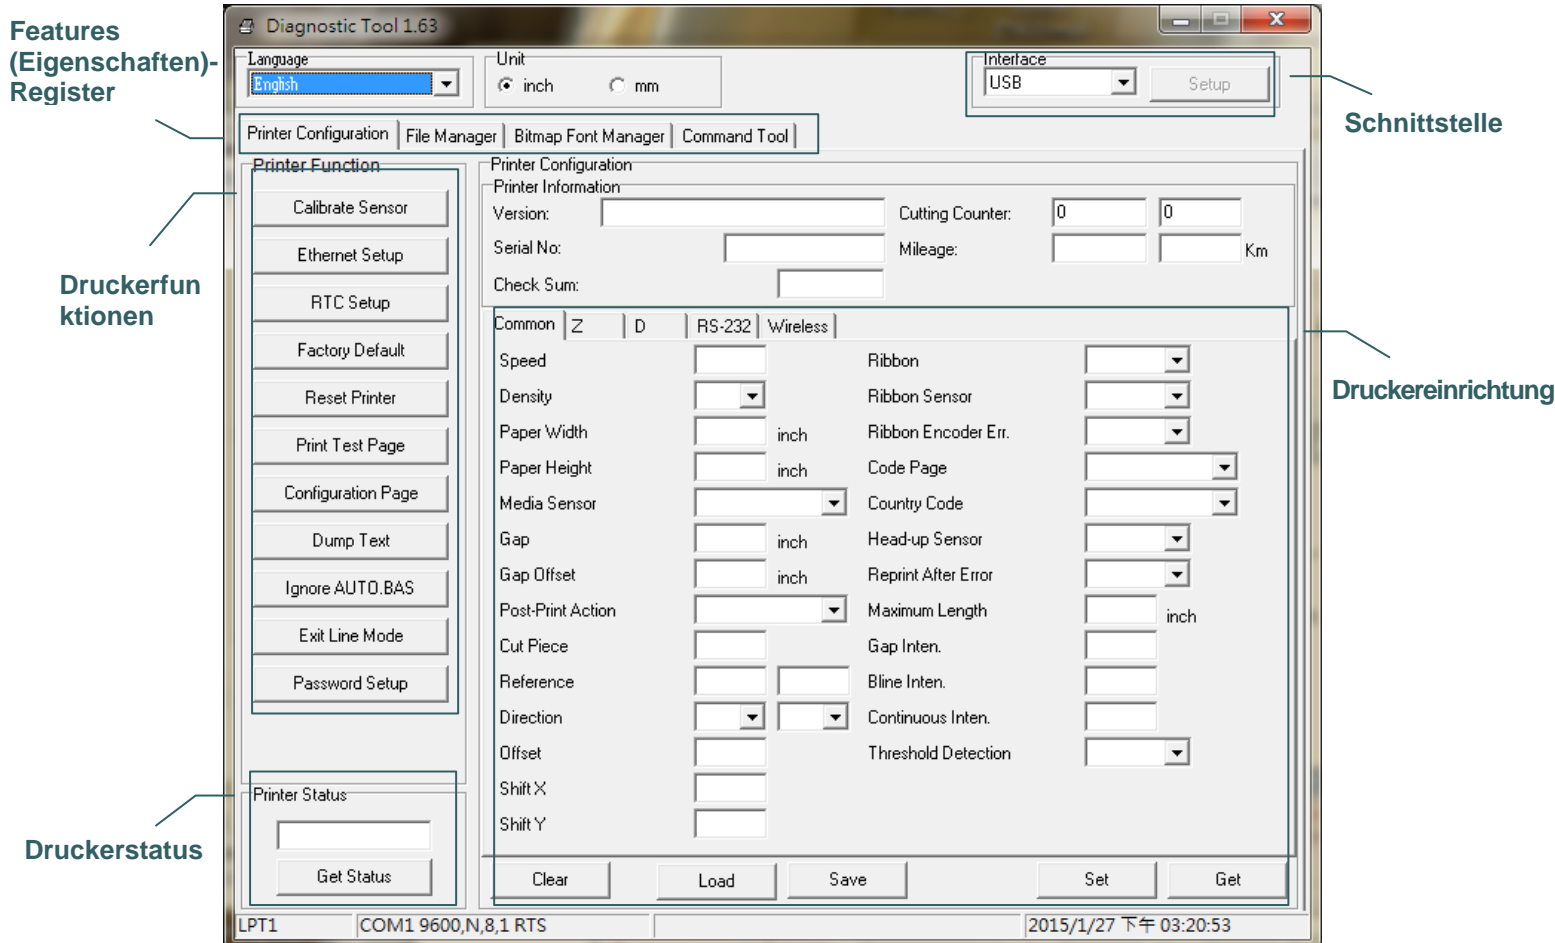 Features
(Eigenschaften)-
Register
Diagnostic Tool 1.63
Language
English
Unit
inch
mm
Interface
USB
Setup
Schnittstelle
Printer Configuration
File Manager
Bitmap Font Manager
Command Tool
Printer Function
Calibrate Sensor
Ethernet Setup
RTC Setup
Factory Default
Reset Printer
Print Test Page
Configuration Page
Dump Text
Ignore AUTO.BAS
Exit Line Mode
Password Setup
Druckerfun
ktionen
Printer Configuration
Printer Information
Version:
Cutting Counter: 0 0
Serial No:
Mileage: Km
Check Sum:
Common Z D RS-232 Wireless
Speed
Ribbon
Density
Ribbon Sensor
Paper Width inch
Ribbon Encoder Err.
Paper Height inch
Code Page
Media Sensor
Country Code
Gap inch
Head-up Sensor
Gap Offset inch
Reprint After Error
Post-Print Action
Maximum Length inch
Cut Piece
Gap Inten.
Reference
Bline Inten.
Direction
Continuous Inten.
Offset
Threshold Detection
Shift X
Shift Y
Druckereinrichtung
Printer Status
Get Status
Druckerstatus
Clear
Load
Save
Set
Get
LPT1
COM1 9600,N,8,1 RTS
2015/1/27 下午 03:20:53